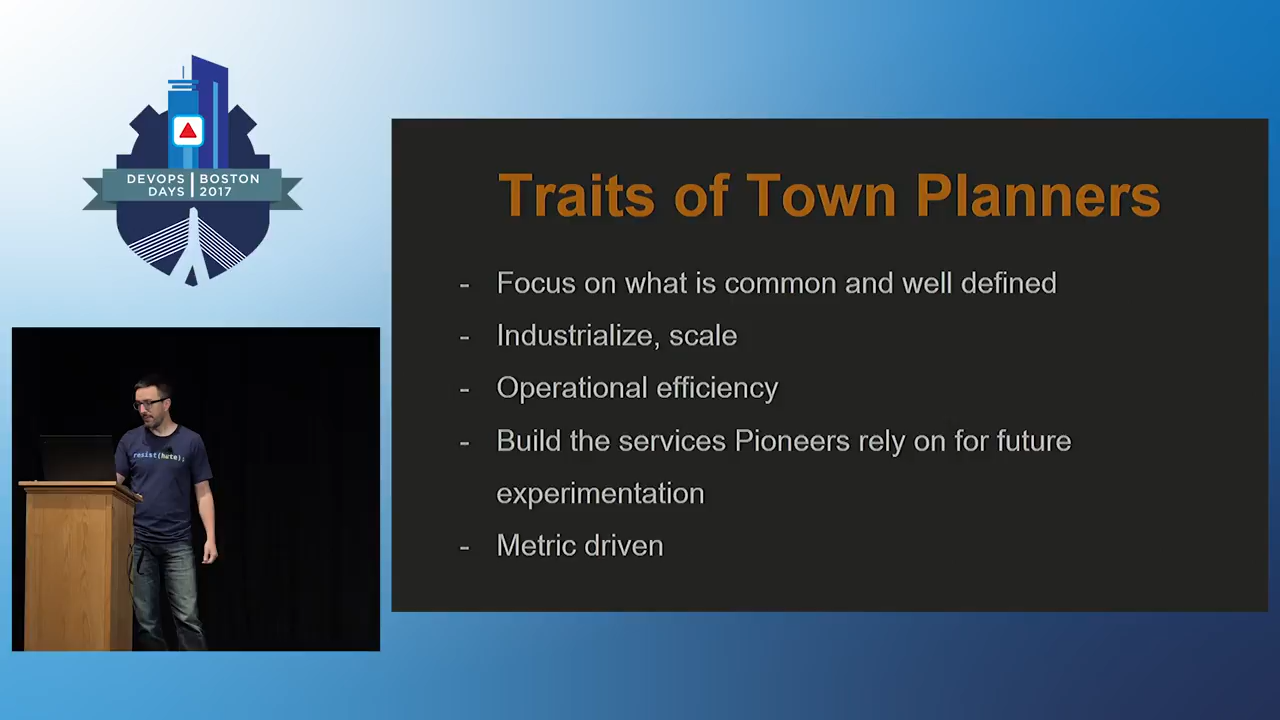 DEVOPS BOSTON
DAYS 2017
Traits of Town Planners
- Focus on what is common and well defined
- Industrialize, scale
- Operational efficiency
- Build the services Pioneers rely on for future
experimentation
- Metric driven
resist(hate);